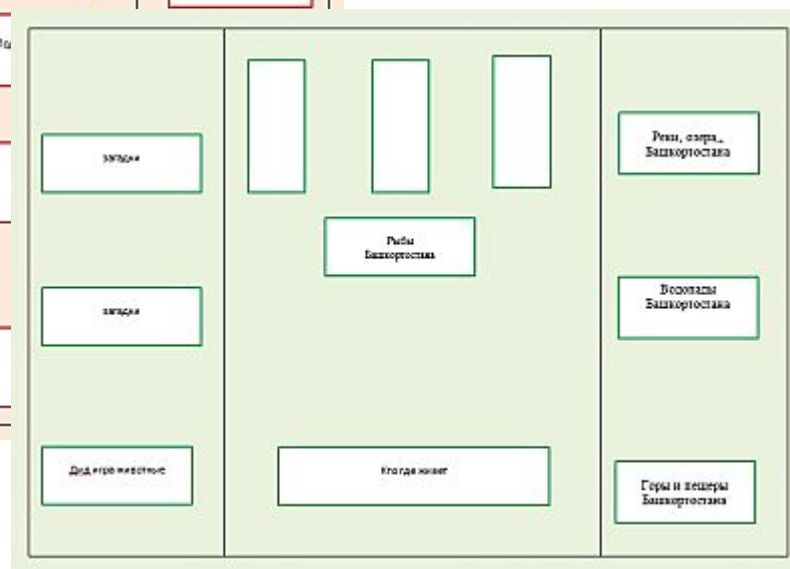 загадки
загадки
Дид игра животные
Рыбы
Башкортостана
Кто где живет
Реки, озера,,
Башкортостана
Водопады
Башкортостана
Горы и пещеры
Башкортостана